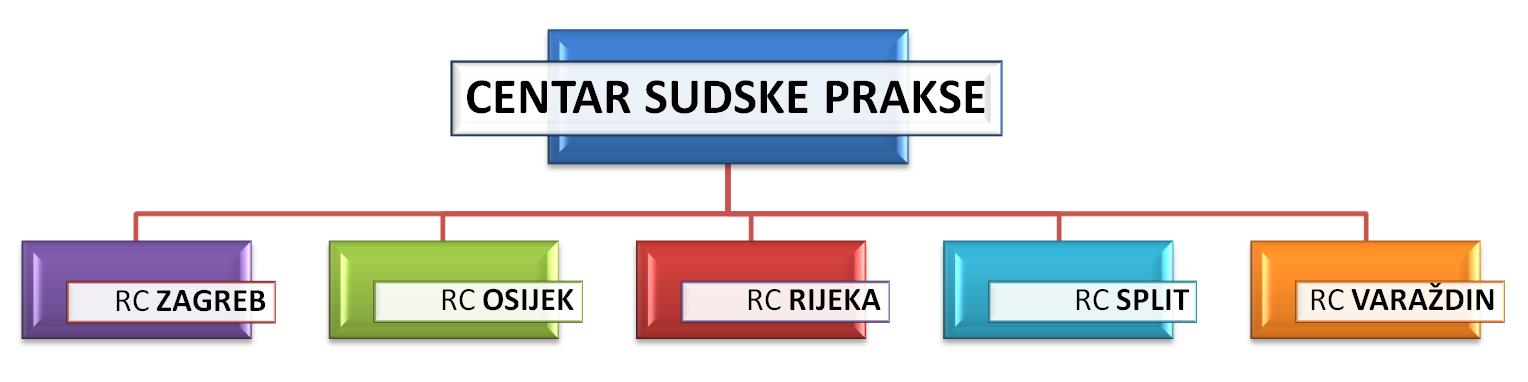 CENTAR SUDSKE PRAKSE
RC ZAGREB
RC OSIJEK
RC RIJEKA
RC SPLIT
RC VARAŽDIN